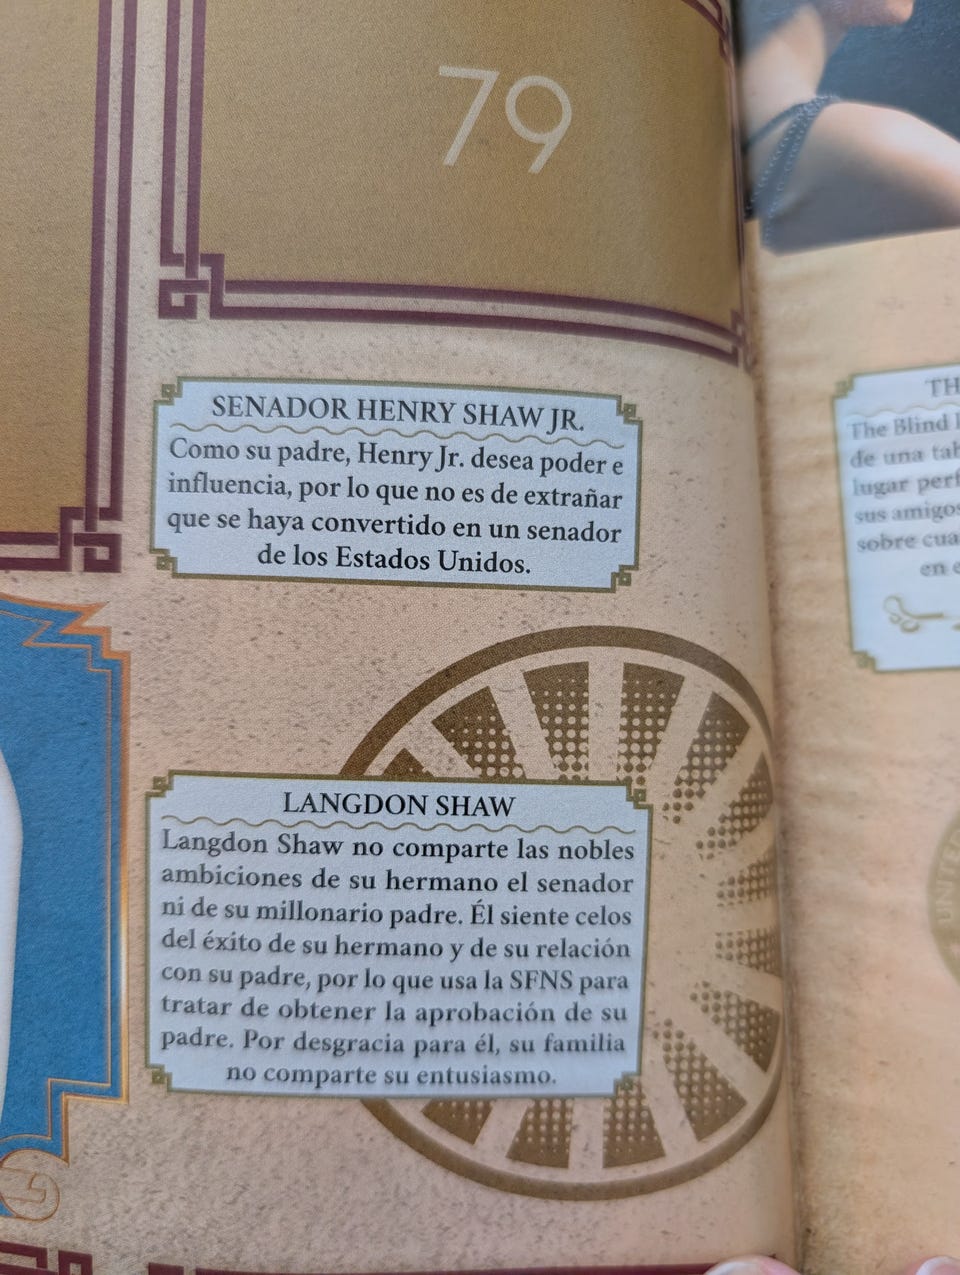 79
SENADOR HENRY SHAW JR.
Como su padre, Henry Jr. desea poder e
influencia, por lo que no es de extrañar
que se haya convertido en un senador
de los Estados Unidos.
LANGDON SHAW
Langdon Shaw no comparte las nobles
ambiciones de su hermano el senador
ni de su millonario padre. Él siente celos
del éxito de su hermano y de su relación
con su padre, por lo que usa la SFNS para
tratar de obtener la aprobación de su
padre. Por desgracia para él, su familia
no comparte su entusiasmo.
The Blind
de una
lugar
sus amigos
sobre
en